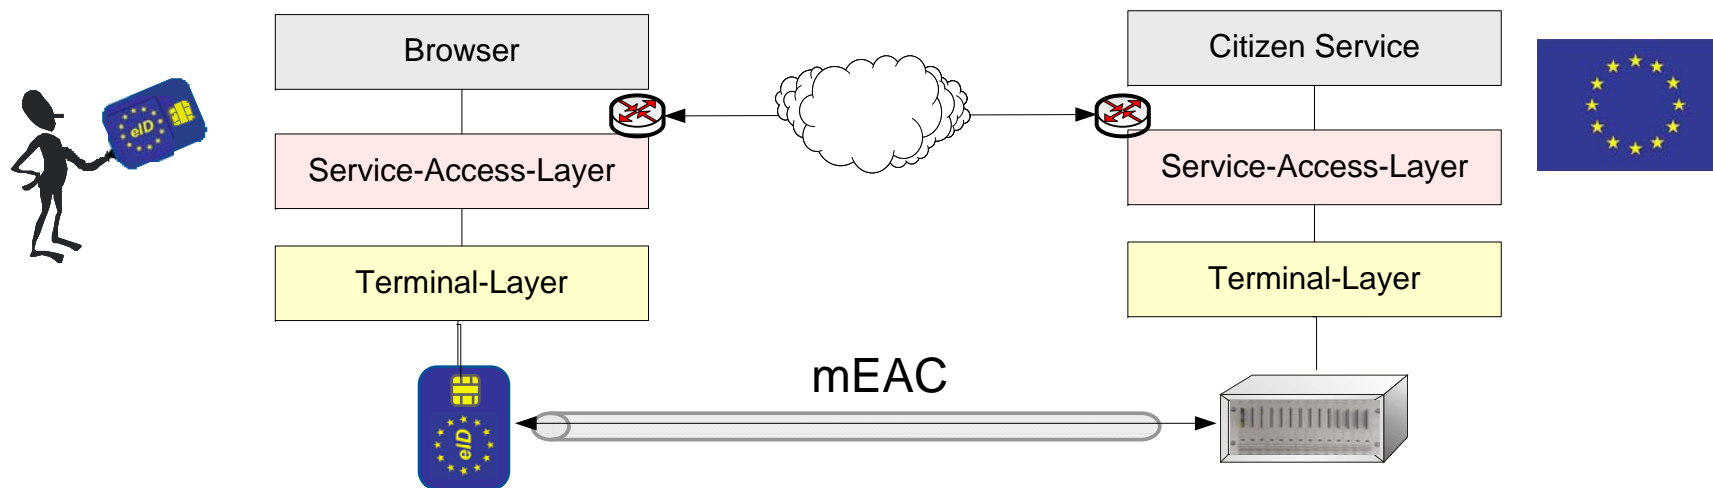 Browser
Citizen Service
eID
Service-Access-Layer
Service-Access-Layer
Terminal-Layer
Terminal-Layer
mEAC
eID